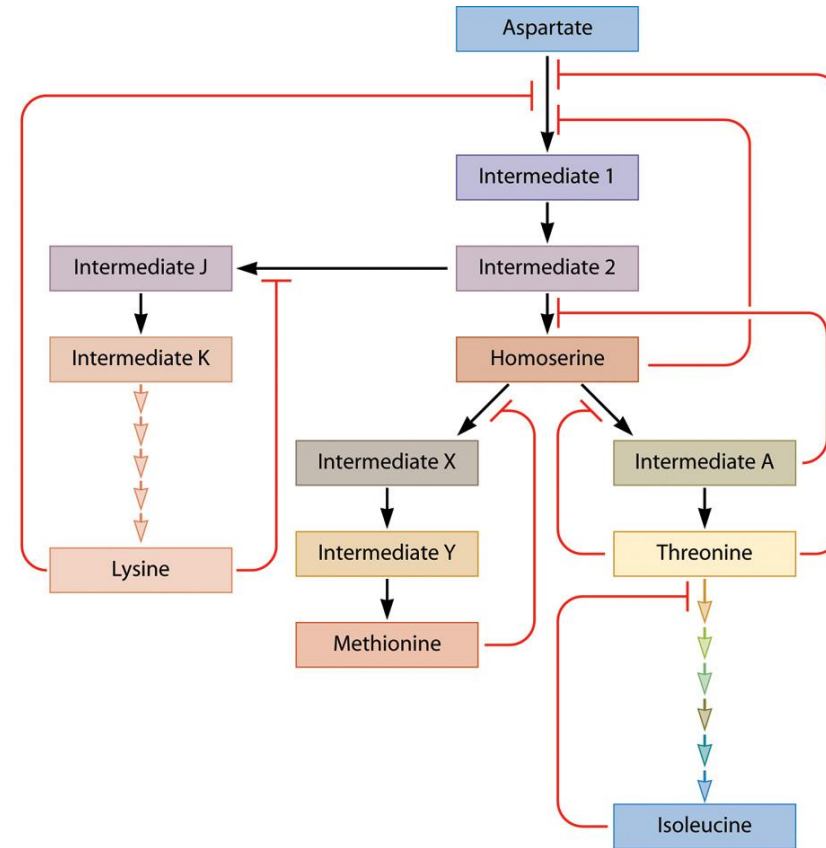 Aspartate
Intermediate 1
Intermediate J
Intermediate 2
Intermediate K
Homoserine
Intermediate X
Intermediate A
Intermediate Y
Threonine
Lysine
Methionine
Isoleucine